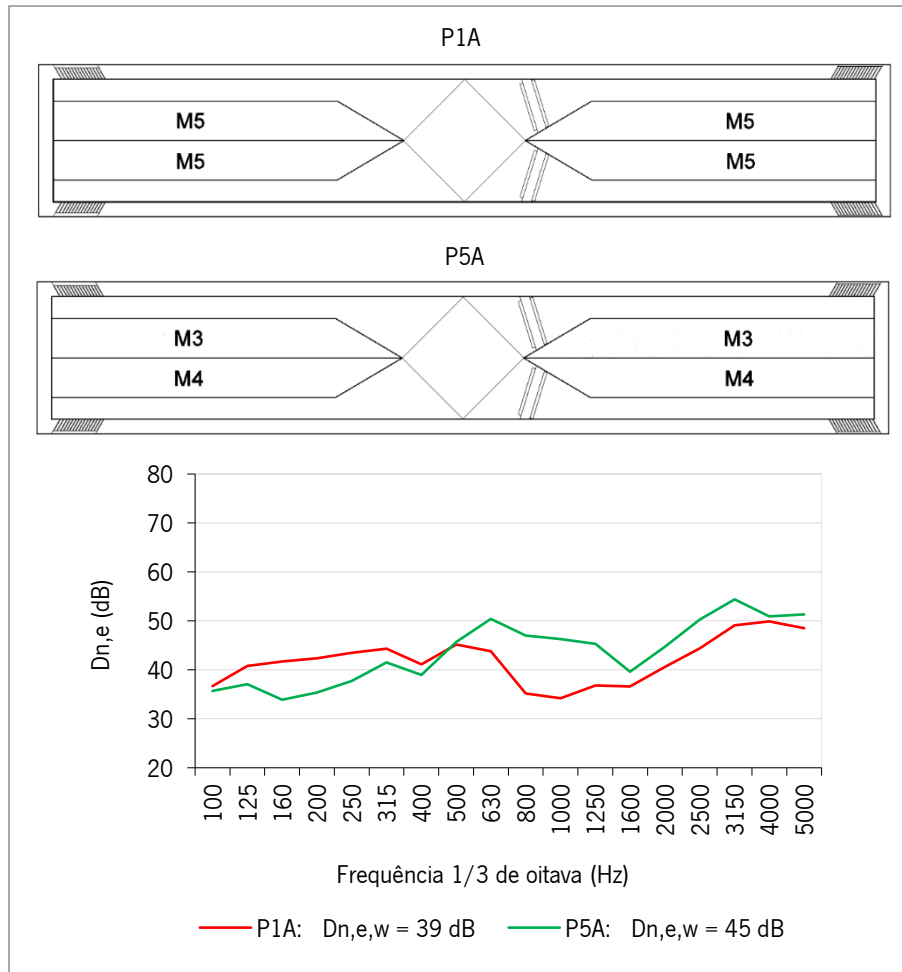 P1A
M5 M5
M5 M5
P5A
M3 M3
M4 M4
80
70
60
50
40
30
20
Dn,e (dB)
100 125 160 200 250 315 400 500 630 800 1000 1250 1600 2000 2500 3150 4000 5000
Frequência 1/3 de oitava (Hz)
P1A: Dn,e,w = 39 dB P5A: Dn,e,w = 45 dB